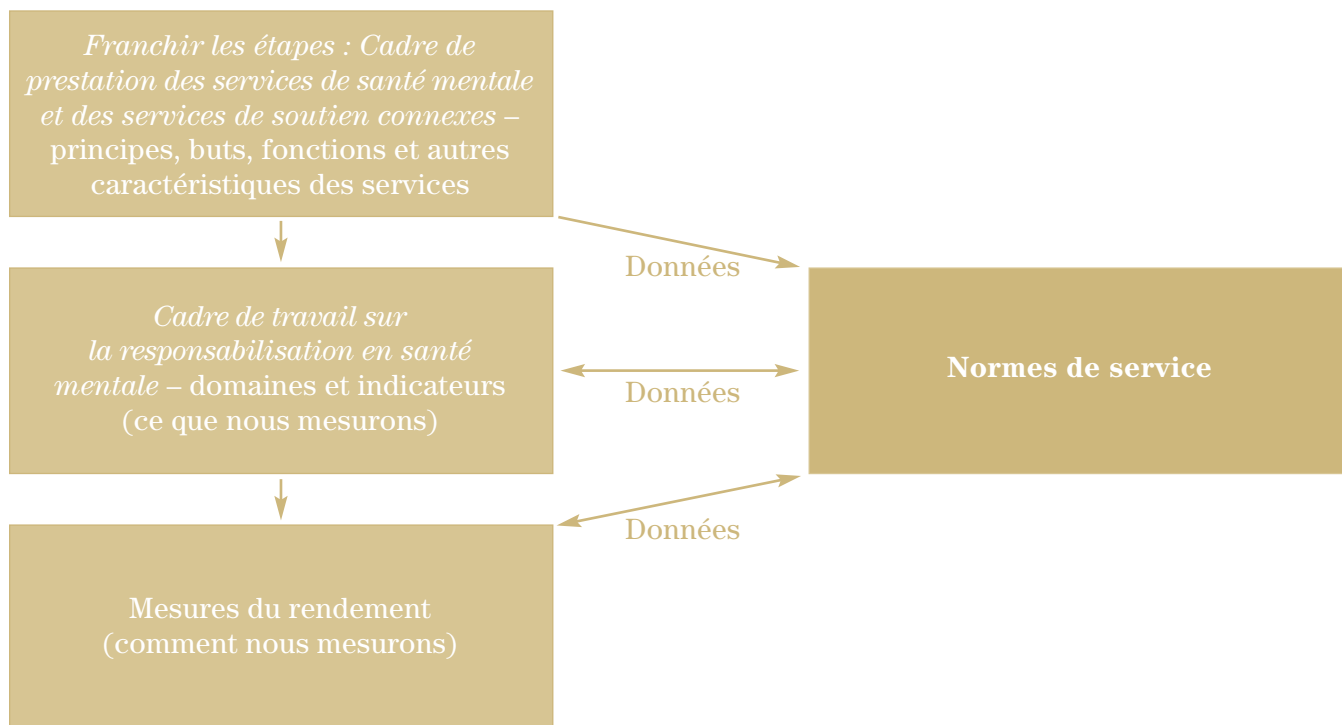 Franchir les étapes : Cadre de
prestation des services de santé mentale
et des services de soutien connexes –
principes, buts, fonctions et autres
caractéristiques des services
Données
Cadre de travail sur
la responsabilisation en santé
mentale – domaines et indicateurs
(ce que nous mesurons)
Données
Normes de service
Données
Mesures du rendement
(comment nous mesurons)